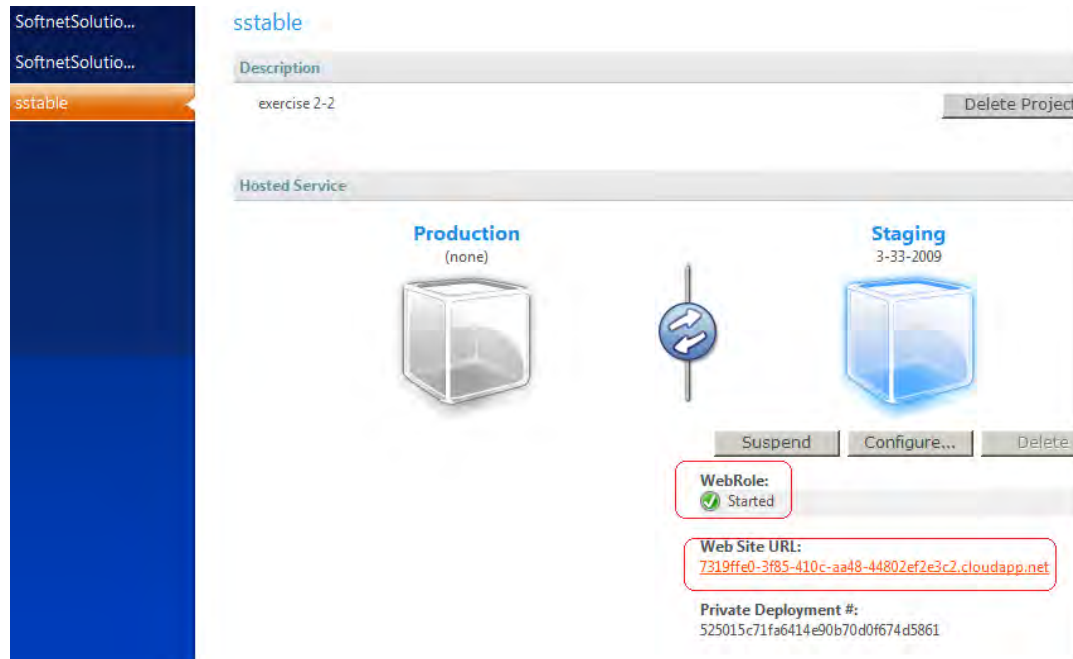 SoftnetSolutio...
SoftnetSolutio...
sstable
sstable
Description
exercise 2-2
Delete Project
Hosted Service
Production
(none)
Staging
3-33-2009
Suspend
Configure...
Delete
WebRole:
Started
Web Site URL:
7319ffe0-3f85-410c-aa48-44802ef2e3c2.cloudapp.net
Private Deployment #:
525015c71fa6414e90b70d0f674d5861